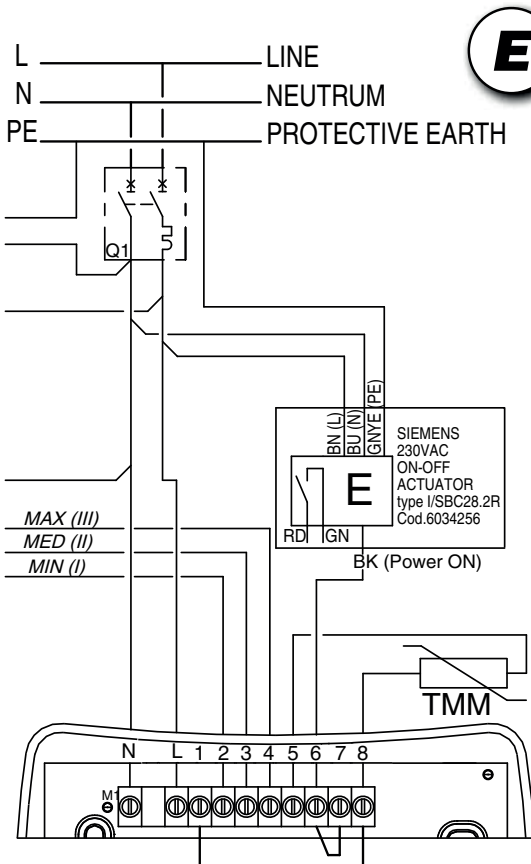 E
L LINE
N NEUTRUM
PE PROTECTIVE EARTH
Q1
BN (L)
BU (N)
GNYE (PE)
SIEMENS
230VAC
ON-OFF
ACTUATOR
type I/SBC28.2R
Cod.6034256
E
RD GN
BK (Power ON)
MAX (III)
MED (II)
MIN (I)
TMM
N L 1 2 3 4 5 6 7 8
M1